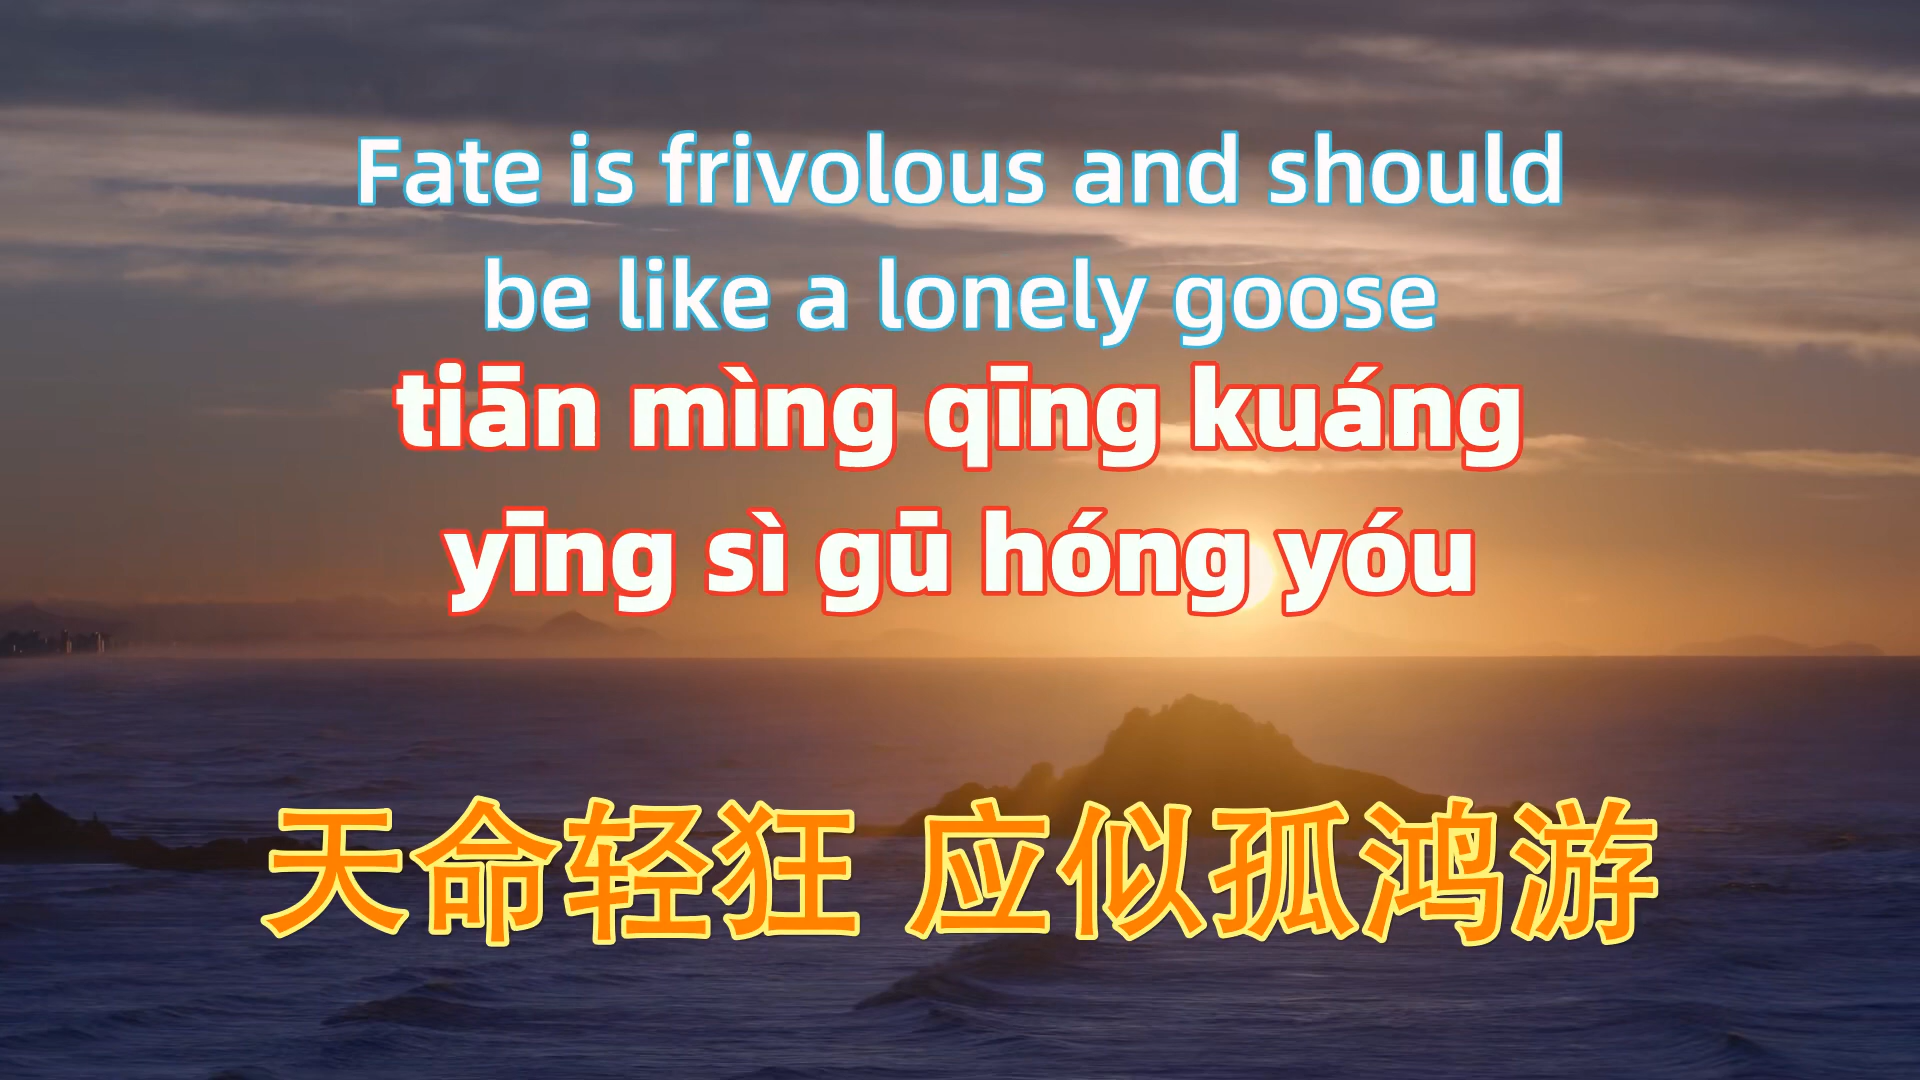 Fate is frivolous and should
be like a lonely goose
tiān mìng qīng kuáng
yīng sì gū hóng yóu
天命轻狂 应似孤鸿游